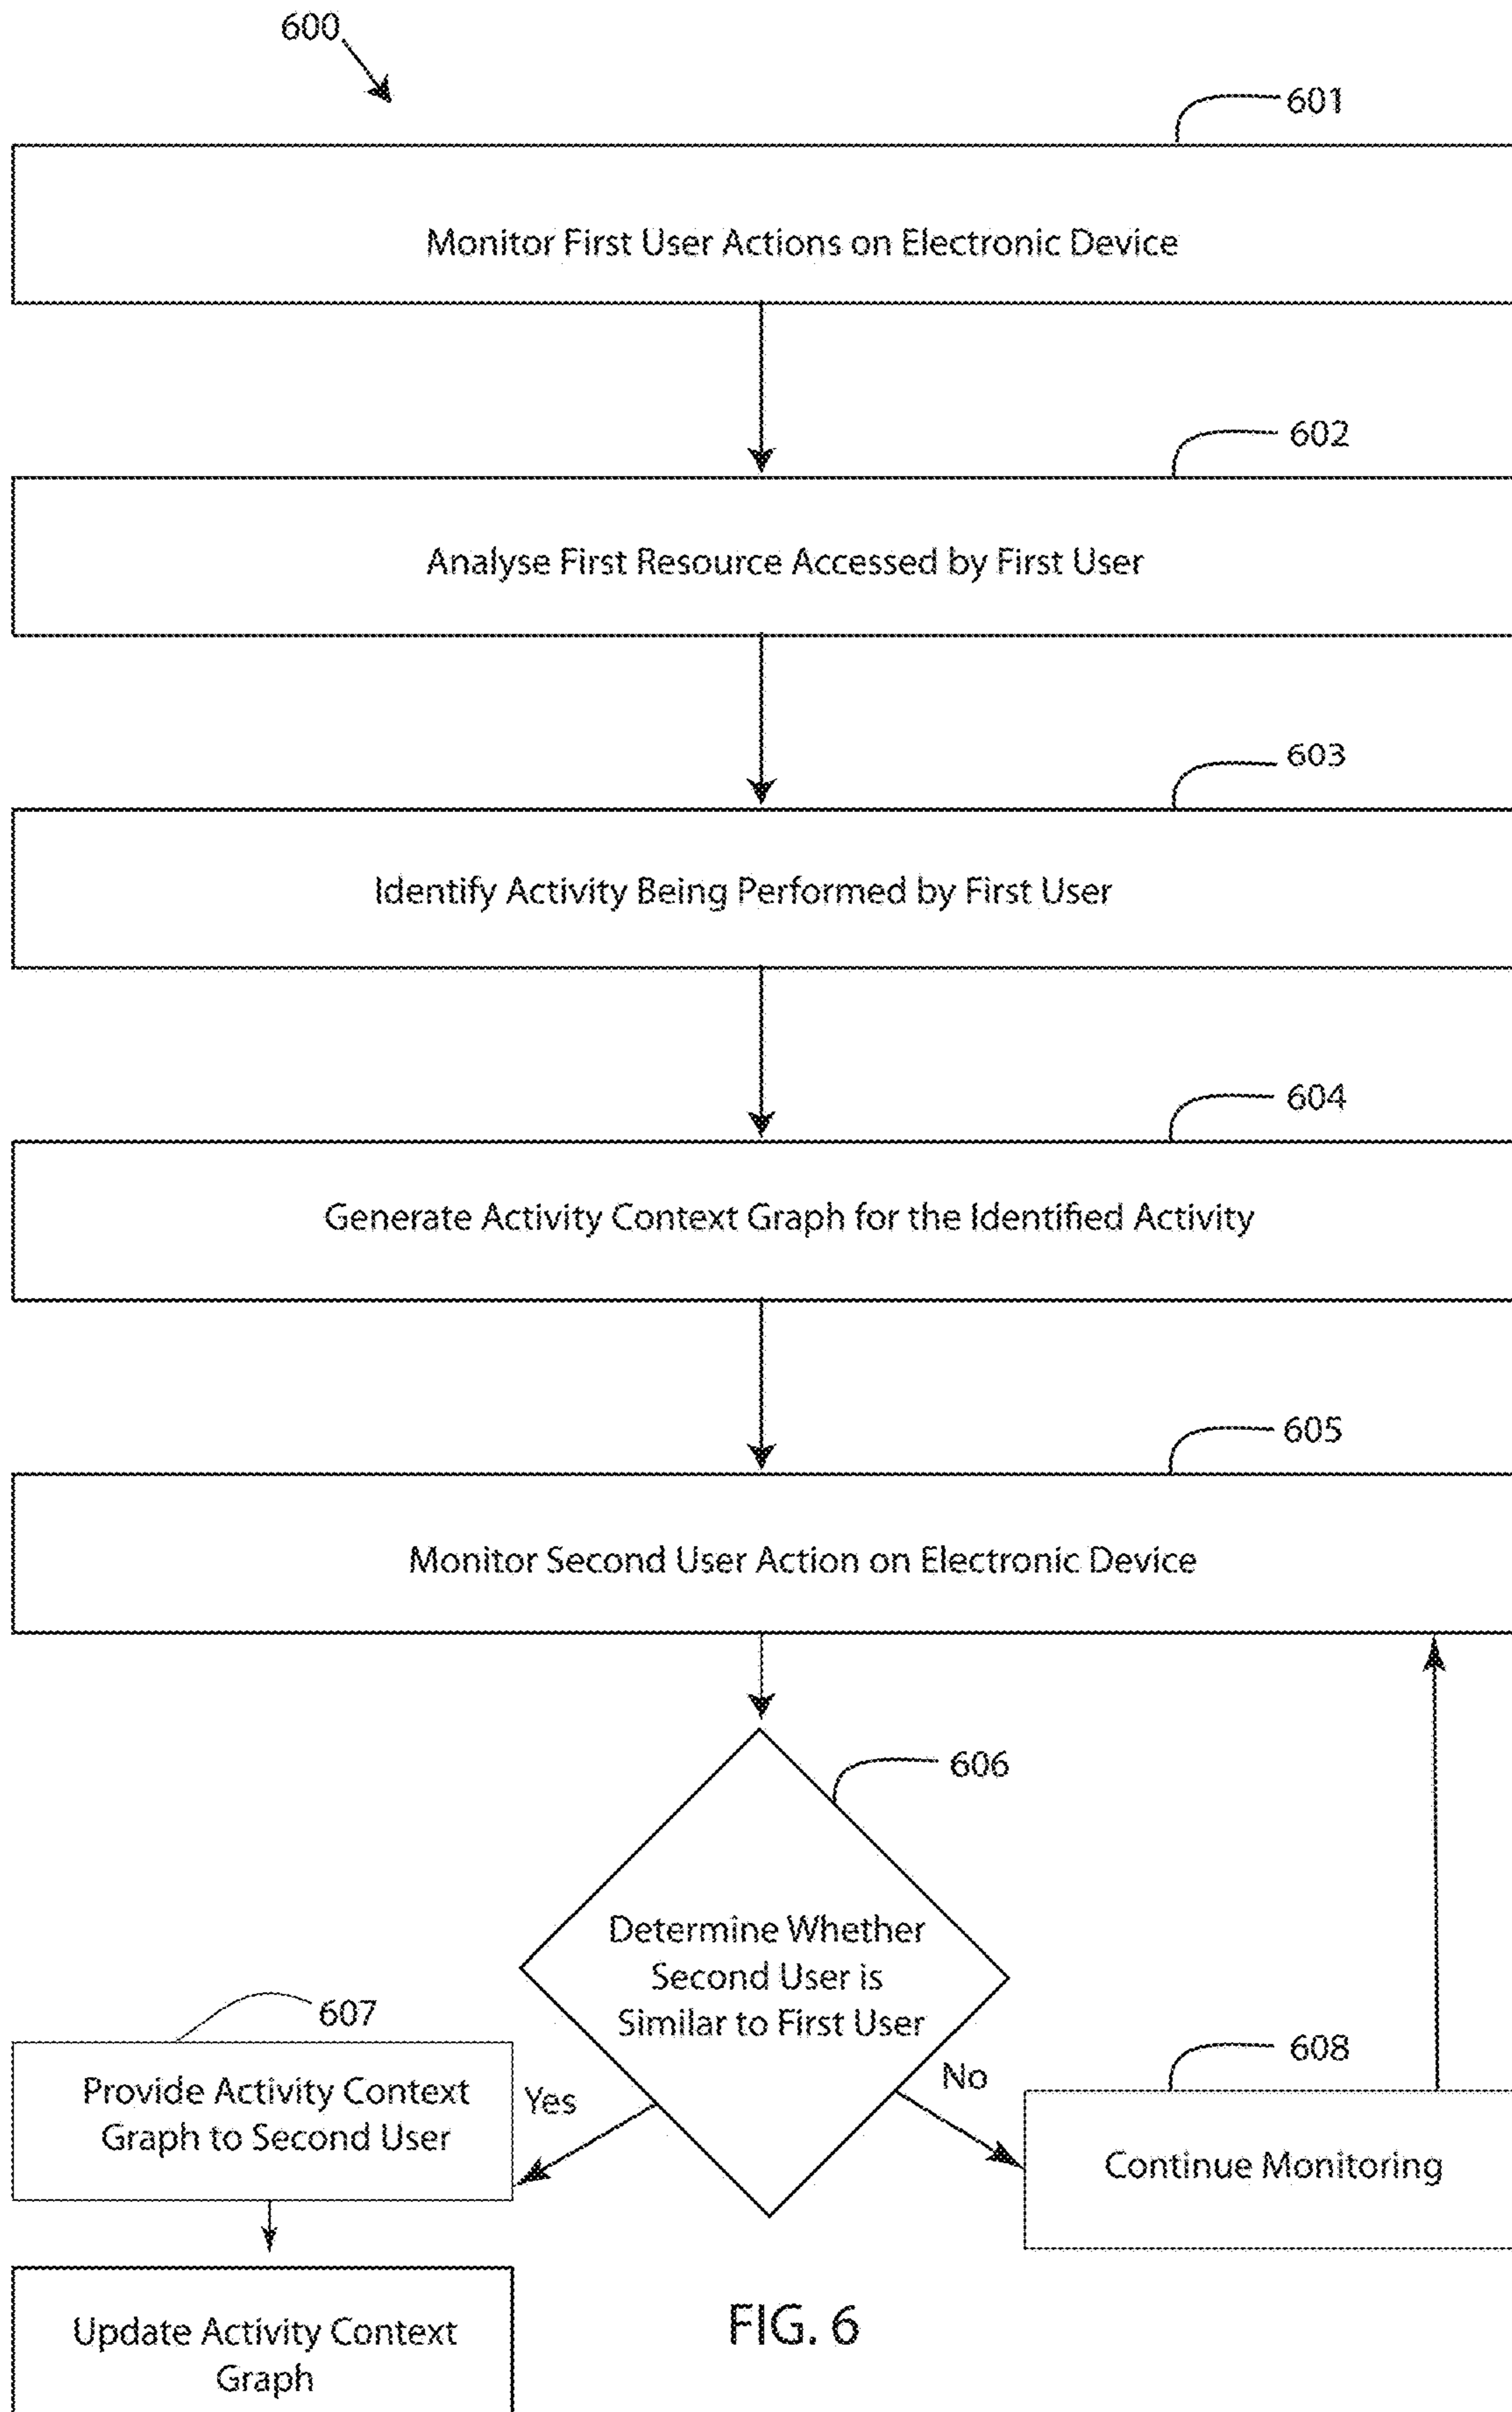 600
601
Monitor First User Actions on Electronic Device
602
Analyse First Resource Accessed by First User
603
Identify Activity Being Performed by First User
604
Generate Activity Context Graph for the Identified Activity
605
Monitor Second User Action on Electronic Device
606
Determine Whether
Second User is
Similar to First User
607
Provide Activity Context
Graph to Second User
Yes
No
608
Continue Monitoring
Update Activity Context
Graph
FIG. 6